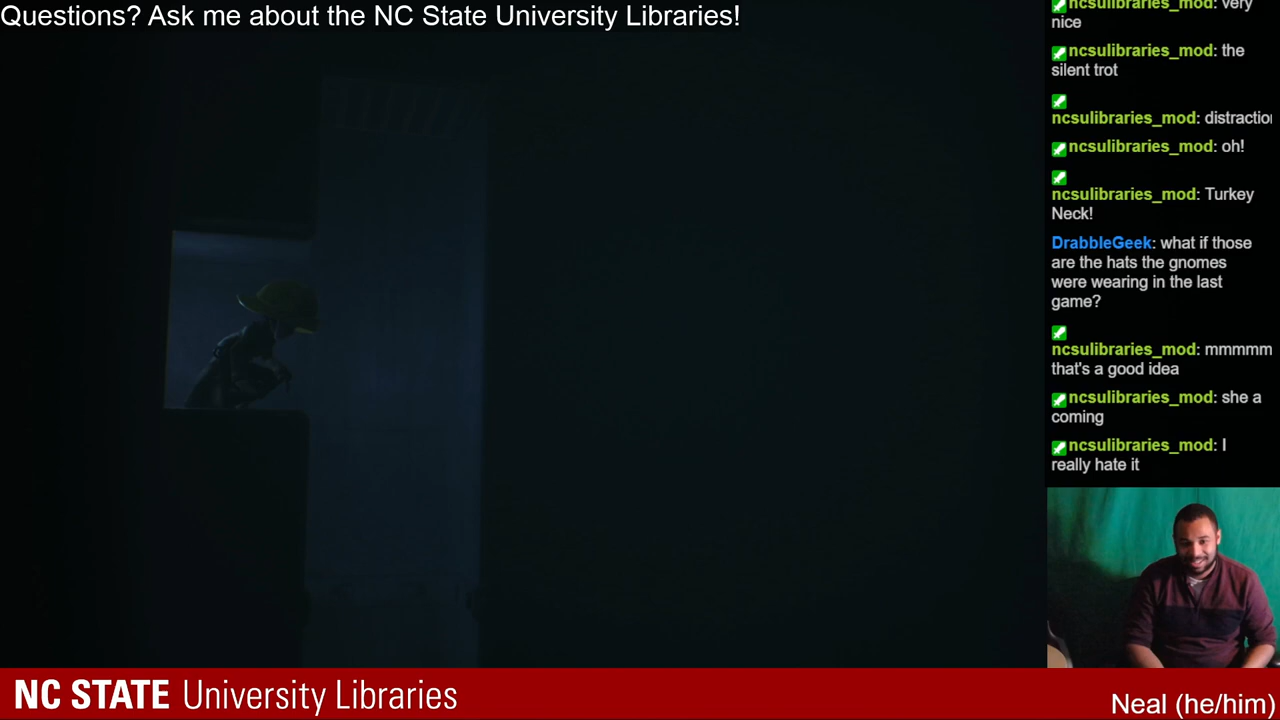 Questions? Ask me about the NC State University Libraries!
ncsulibraries_mod: very
nice
ncsulibraries_mod: the
silent trot
ncsulibraries_mod: distraction
ncsulibraries_mod: oh!
ncsulibraries_mod: Turkey
Neck!
DrabbleGeek: what if those
are the hats the gnomes
were wearing in the last
game?
ncsulibraries_mod: mmmmm
that's a good idea
ncsulibraries_mod: she a
coming
ncsulibraries_mod: I
really hate it
NC STATE University Libraries
Neal (he/him)